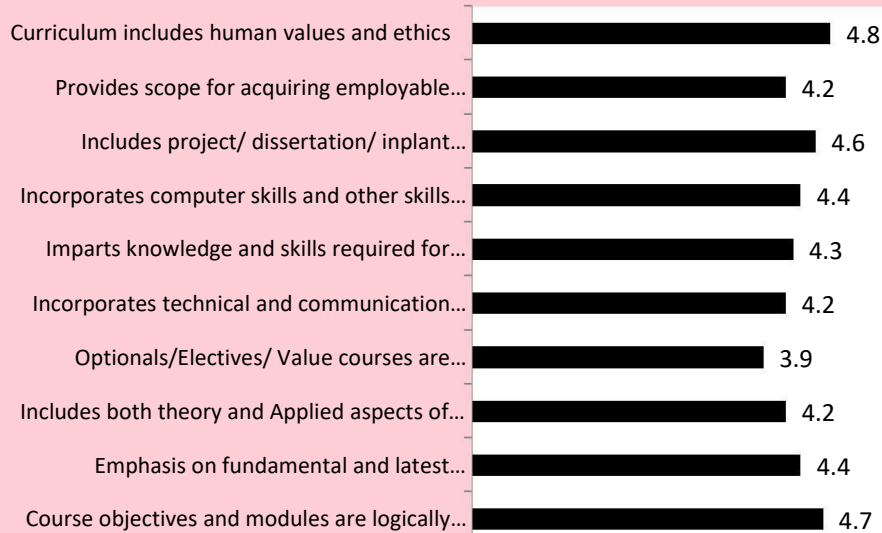 Curriculum includes human values and ethics 4.8
Provides scope for acquiring employable… 4.2
Includes project/ dissertation/ inplant… 4.6
Incorporates computer skills and other skills… 4.4
Imparts knowledge and skills required for… 4.3
Incorporates technical and communication… 4.2
Optionals/Electives/ Value courses are… 3.9
Includes both theory and Applied aspects of… 4.2
Emphasis on fundamental and latest… 4.4
Course objectives and modules are logically… 4.7